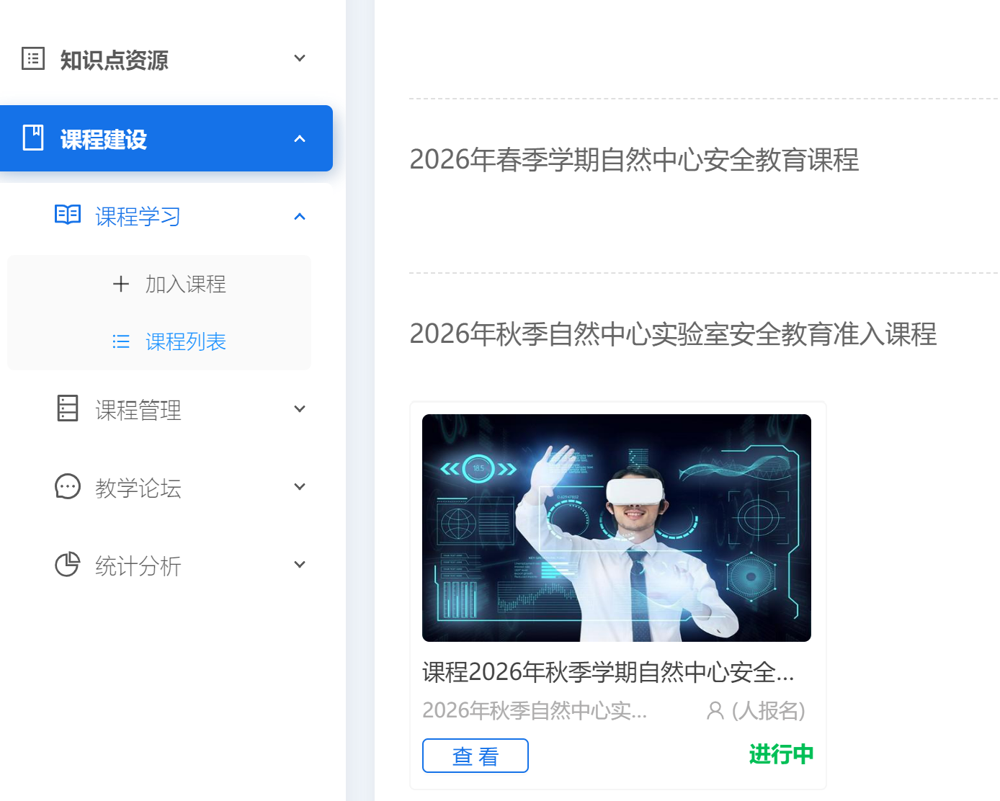 知识点资源
课程建设
课程学习
加入课程
课程列表
课程管理
教学论坛
统计分析
2026年春季学期自然中心安全教育课程
2026年秋季自然中心实验室安全教育准入课程
18.5
课程2026年秋季学期自然中心安全...
2026年秋季自然中心实... (人报名)
查 看 进行中